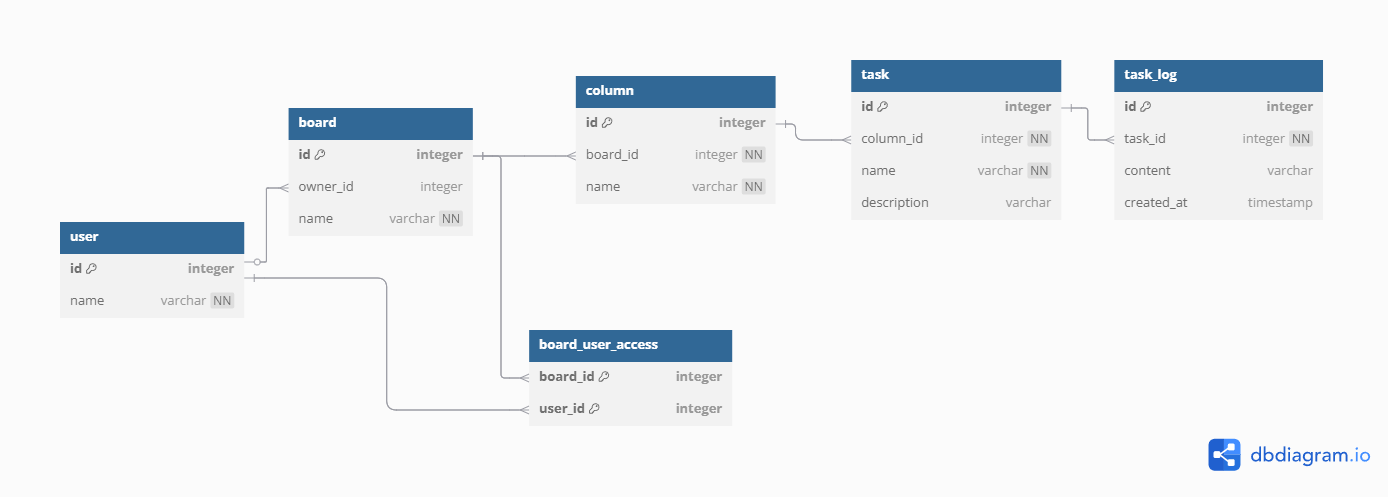 user
id integer
name varchar NN
board
id integer
owner_id integer
name varchar NN
column
id integer
board_id integer NN
name varchar NN
task
id integer
column_id integer NN
name varchar NN
description varchar
task_log
id integer
task_id integer NN
content varchar
created_at timestamp
board_user_access
board_id integer
user_id integer
dbdiagram.io